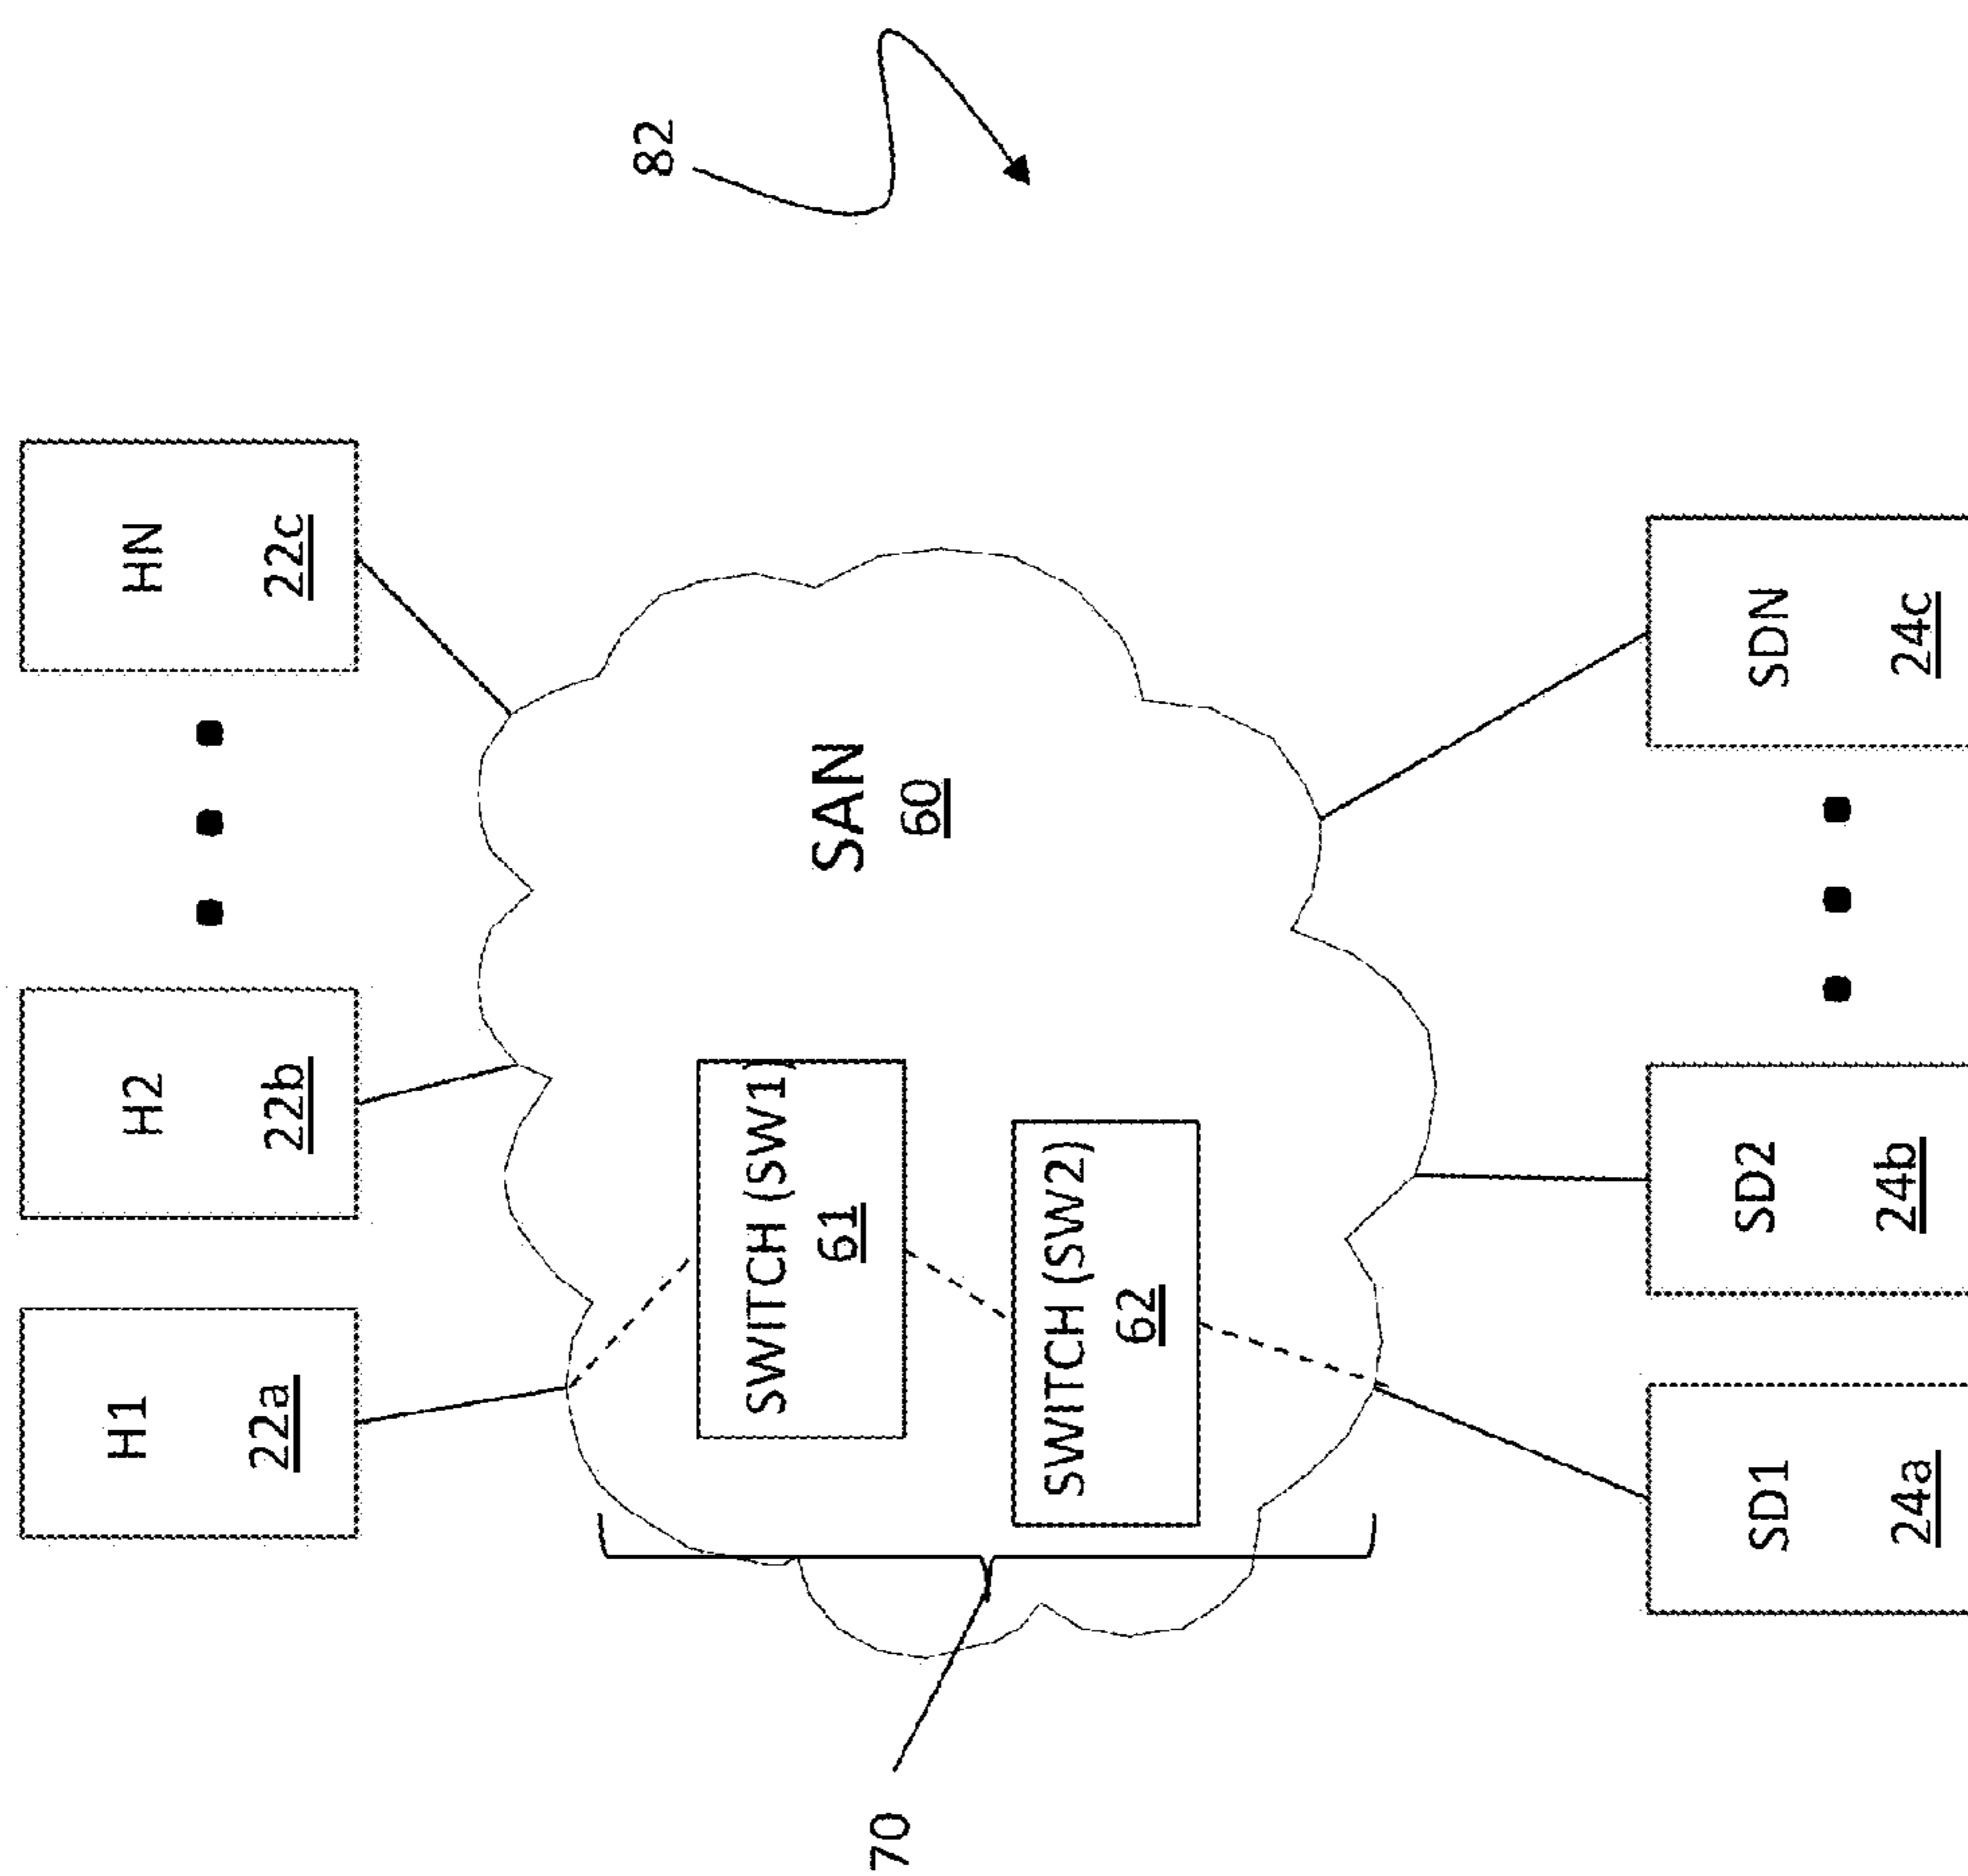 H1
22a
H2
22b
HN
22c
82
SAN
60
SWITCH (SW1)
61
SWITCH (SW2)
62
70
SD1
24a
SD2
24b
SDN
24c